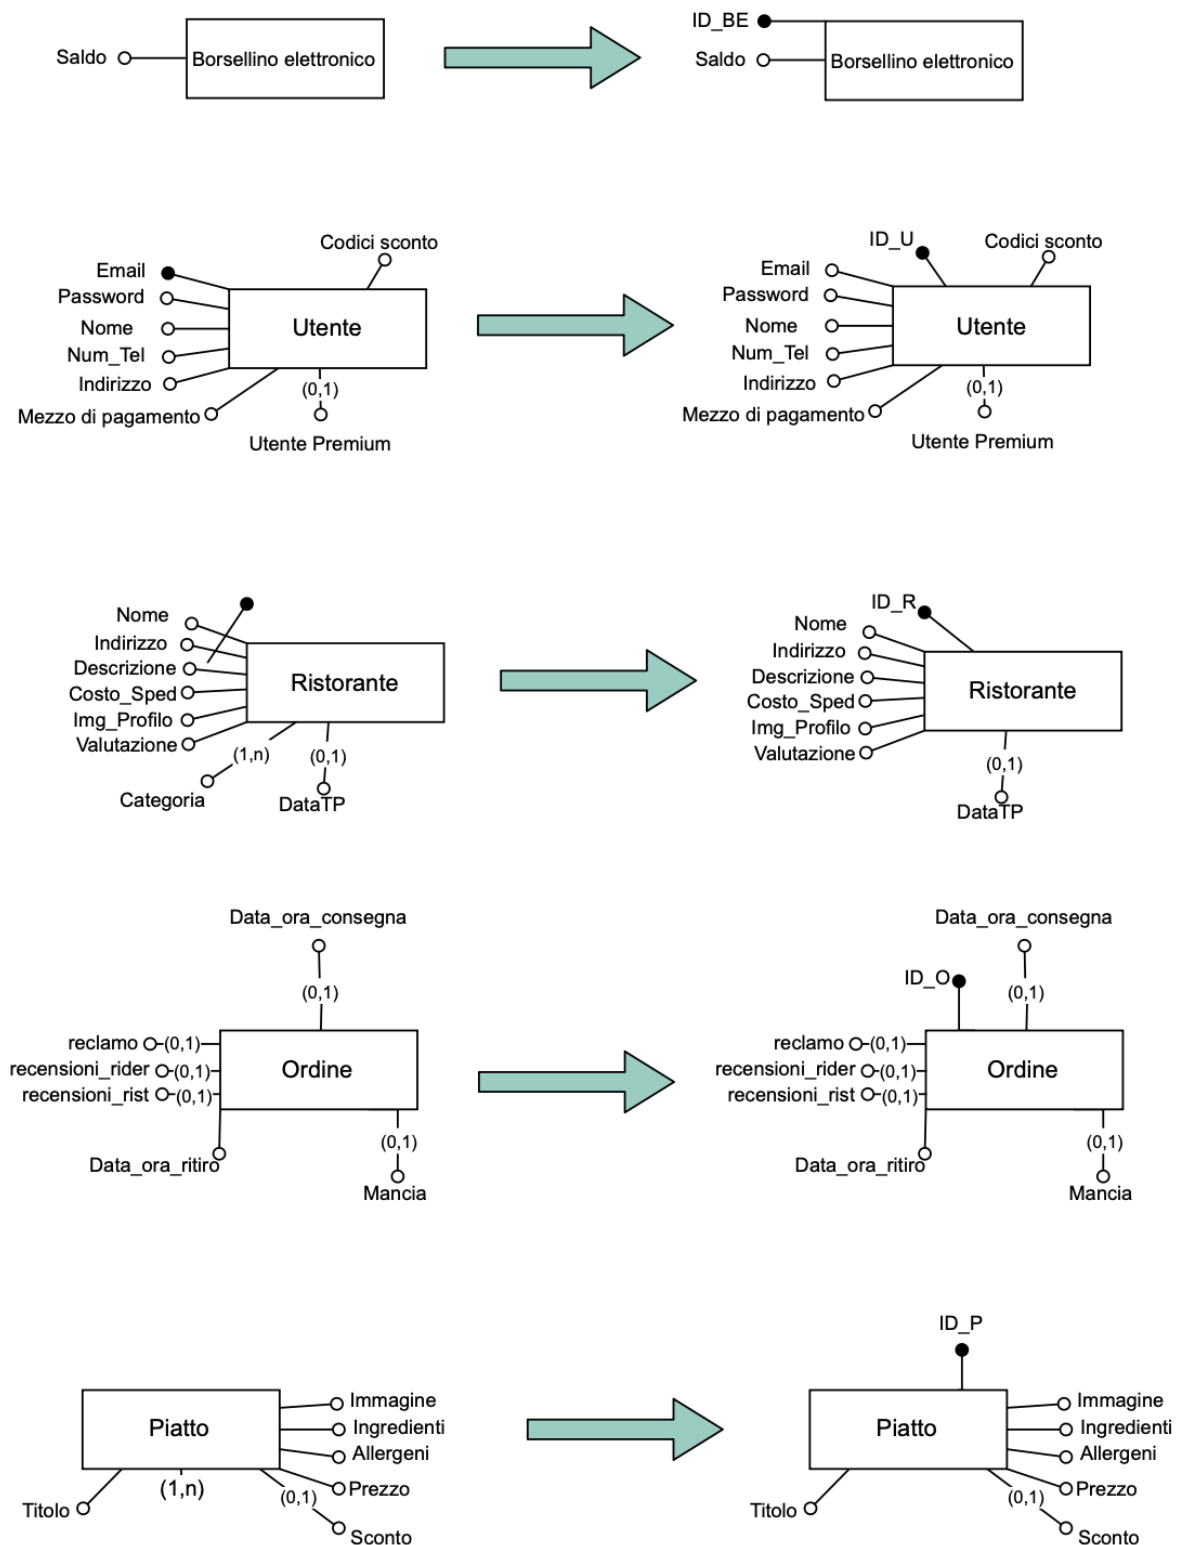 Saldo
Borsellino elettronico
ID_BE
Saldo
Borsellino elettronico
Codici sconto
Email
Password
Nome
Num_Tel
Indirizzo
Mezzo di pagamento
Utente
(0,1)
Utente Premium
ID_U
Codici sconto
Email
Password
Nome
Num_Tel
Indirizzo
Mezzo di pagamento
Utente
(0,1)
Utente Premium
Nome
Indirizzo
Descrizione
Costo_Sped
Img_Profilo
Valutazione
Ristorante
(1,n)
(0,1)
Categoria
DataTP
ID_R
Nome
Indirizzo
Descrizione
Costo_Sped
Img_Profilo
Valutazione
Ristorante
(0,1)
DataTP
Data_ora_consegna
(0,1)
reclamo (0,1)
recensioni_rider (0,1)
recensioni_rist (0,1)
Ordine
Data_ora_ritiro
(0,1)
Mancia
Data_ora_consegna
ID_O
(0,1)
reclamo (0,1)
recensioni_rider (0,1)
recensioni_rist (0,1)
Ordine
Data_ora_ritiro
(0,1)
Mancia
Piatto
Immagine
Ingredienti
Allergeni
Prezzo
(1,n)
(0,1)
Titolo
Sconto
ID_P
Piatto
Immagine
Ingredienti
Allergeni
Prezzo
(0,1)
Titolo
Sconto